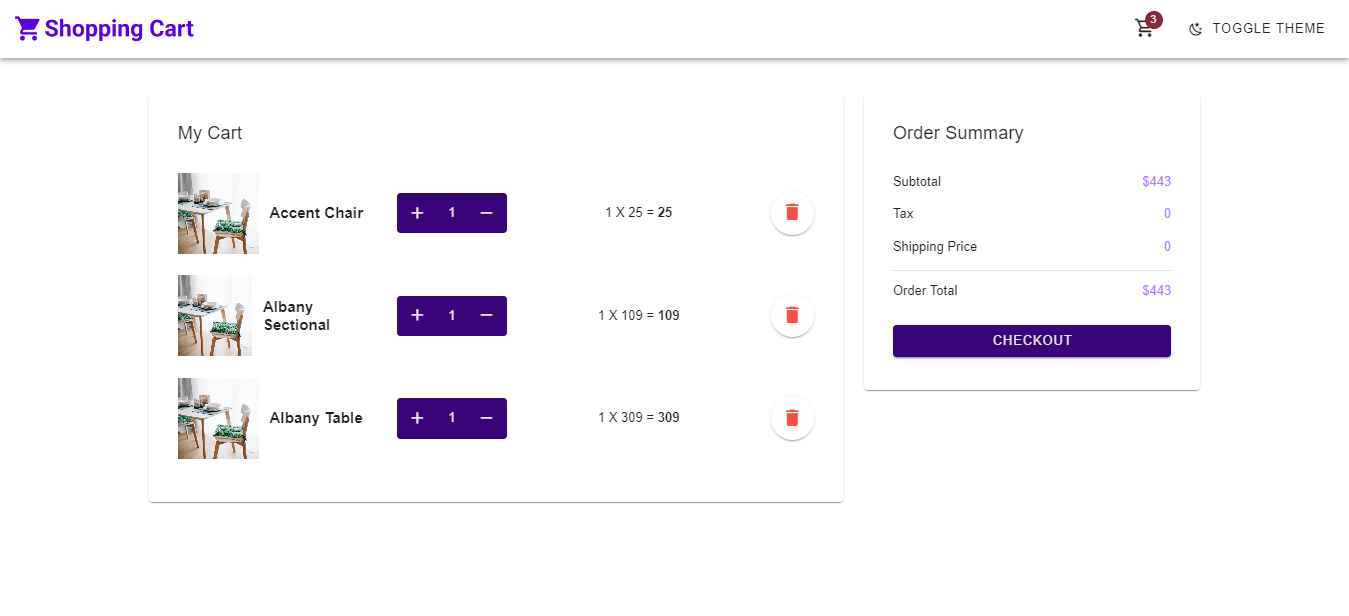 Shopping Cart
3
TOGGLE THEME
My Cart
Accent Chair
+ 1 −
1 X 25 = 25
Albany
Sectional
+ 1 −
1 X 109 = 109
Albany Table
+ 1 −
1 X 309 = 309
Order Summary
Subtotal $443
Tax 0
Shipping Price 0
Order Total $443
CHECKOUT